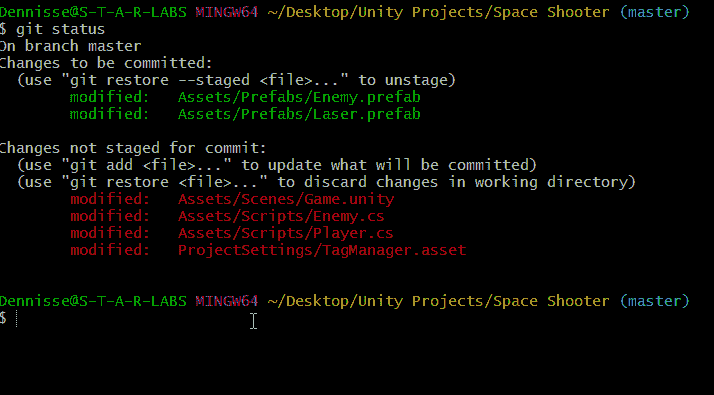 Dennisse@S-T-A-R-LABS MINGW64 ~/Desktop/Unity Projects/Space Shooter (master)
$ git status
On branch master
Changes to be committed:
  (use "git restore --staged <file>..." to unstage)
        modified:   Assets/Prefabs/Enemy.prefab
        modified:   Assets/Prefabs/Laser.prefab

Changes not staged for commit:
  (use "git add <file>..." to update what will be committed)
  (use "git restore <file>..." to discard changes in working directory)
        modified:   Assets/Scenes/Game.unity
        modified:   Assets/Scripts/Enemy.cs
        modified:   Assets/Scripts/Player.cs
        modified:   ProjectSettings/TagManager.asset

Dennisse@S-T-A-R-LABS MINGW64 ~/Desktop/Unity Projects/Space Shooter (master)
$